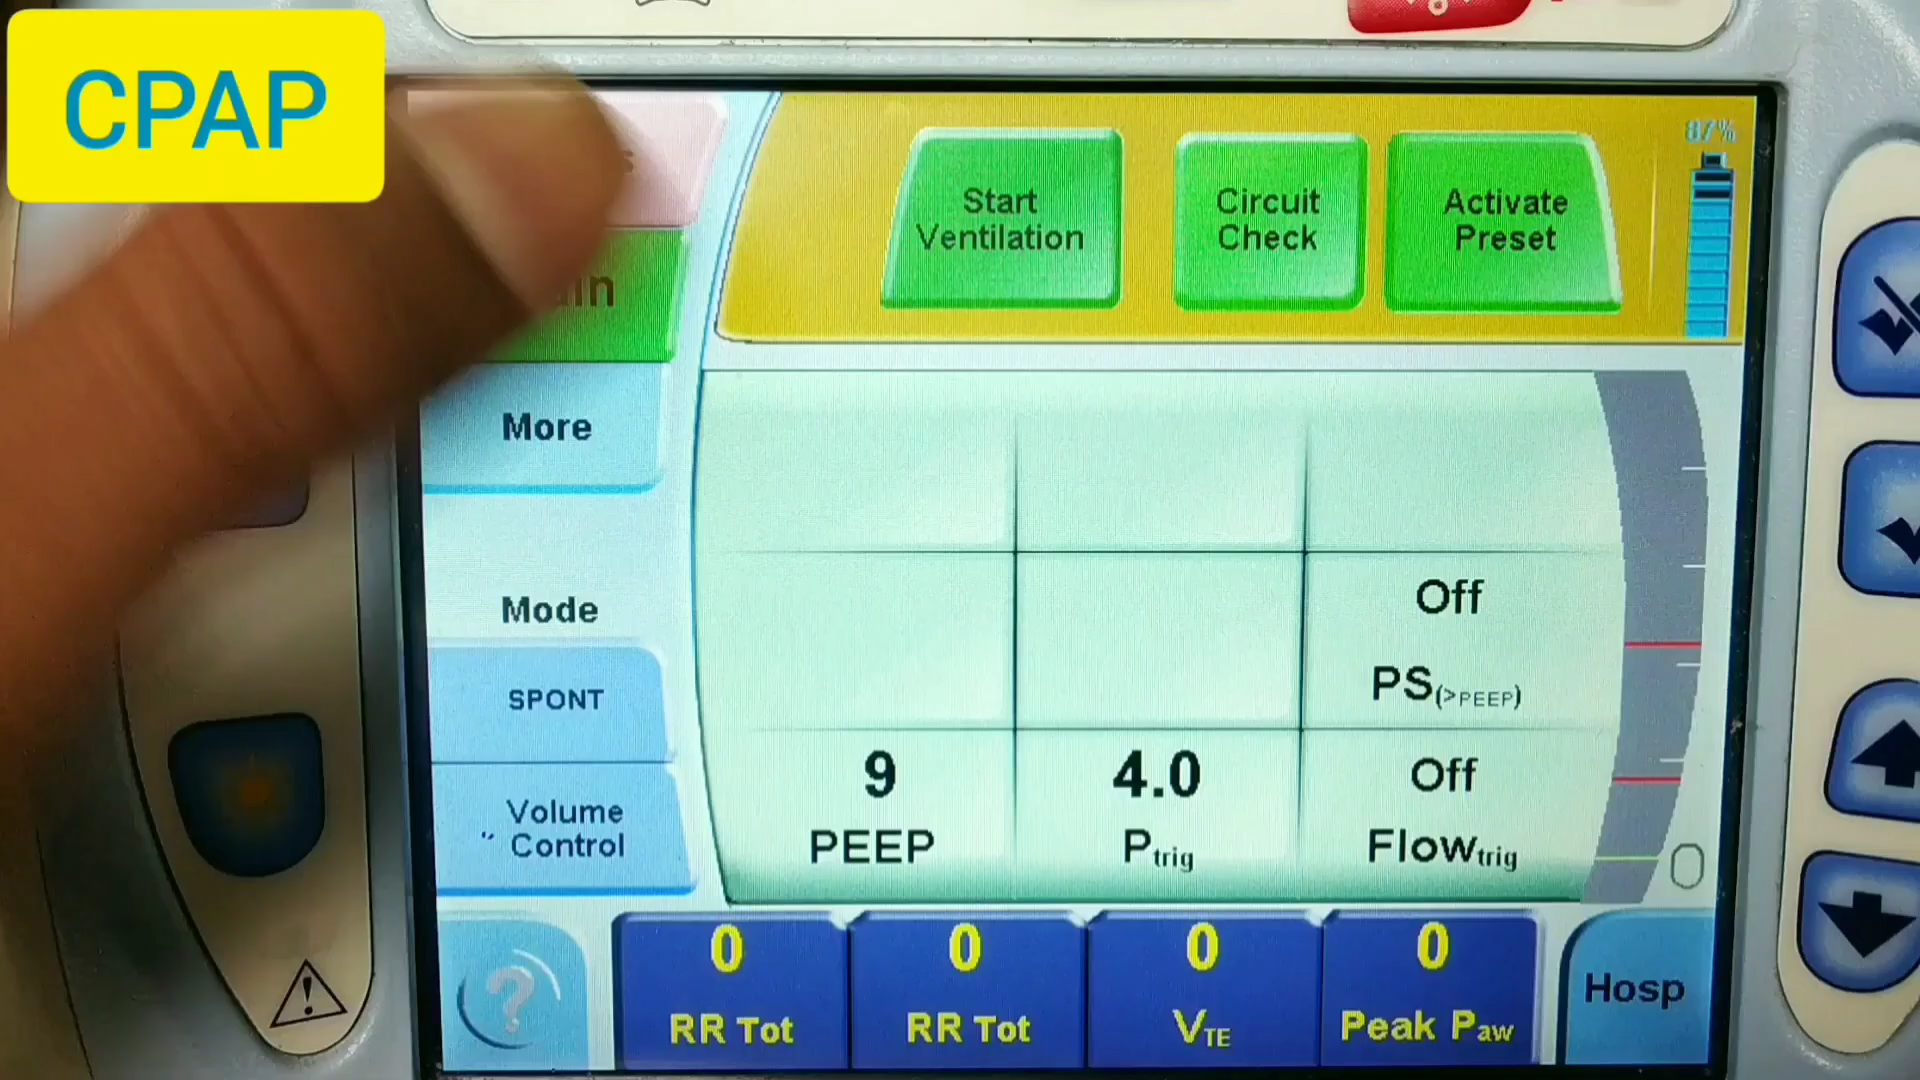 CPAP
Start
Ventilation
Circuit
Check
Activate
Preset
87%
More
Mode
SPONT
Volume
Control
Off
PS(>PEEP)
9
PEEP
4.0
Ptrig
Off
Flowtrig
0
?
0
RR Tot
0
RR Tot
0
VTE
0
Peak Paw
Hosp